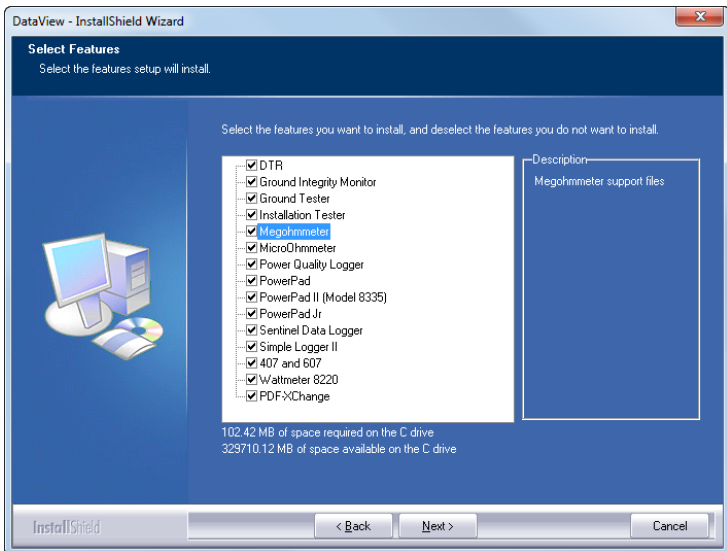 DataView - InstallShield Wizard
Select Features
Select the features setup will install.
Select the features you want to install, and deselect the features you do not want to install.
DTR
Ground Integrity Monitor
Ground Tester
Installation Tester
Megohmmeter
MicroOhmmeter
Power Quality Logger
PowerPad
PowerPad II (Model 8335)
PowerPad Jr
Sentinel Data Logger
Simple Logger II
407 and 607
Wattmeter 8220
PDF-XChange
Description
Megohmmeter support files
102.42 MB of space required on the C drive
329710.12 MB of space available on the C drive
InstallShield
< Back
Next >
Cancel